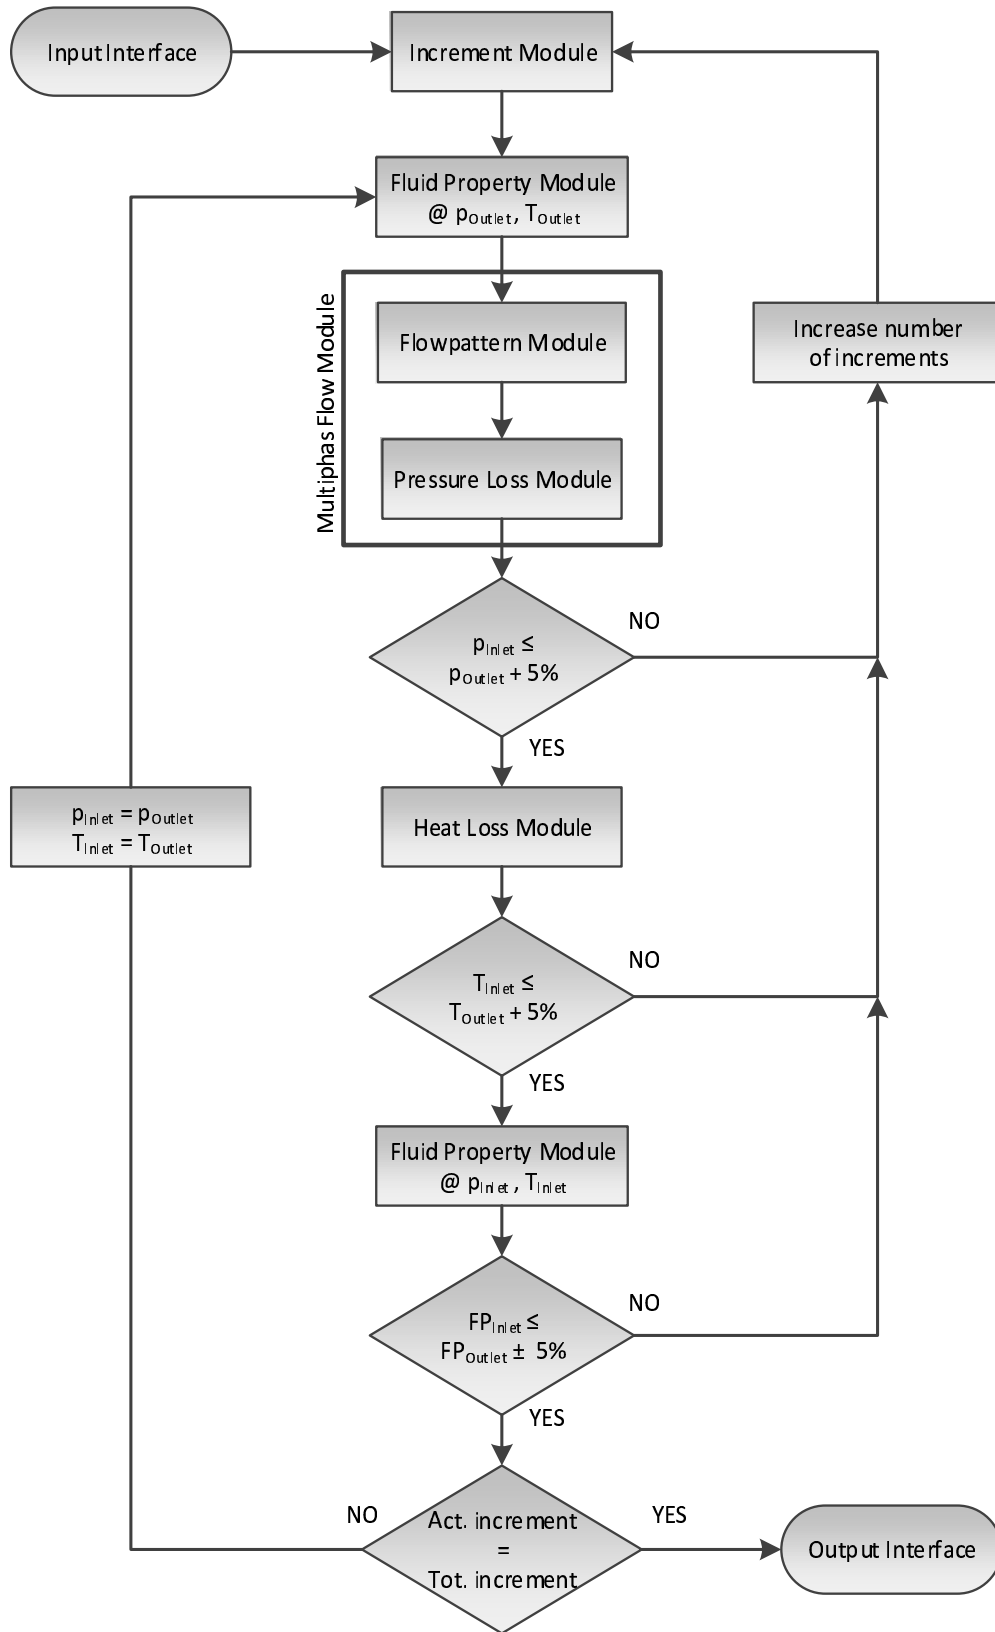 Input Interface
Increment Module
Fluid Property Module
@ pOutlet, TOutlet
Multiphas Flow Module
Flowpattern Module
Increase number
of increments
Pressure Loss Module
pInlet ≤
pOutlet + 5%
NO
YES
pInlet = pOutlet
TInlet = TOutlet
Heat Loss Module
TInlet ≤
TOutlet + 5%
NO
YES
Fluid Property Module
@ pInlet, TInlet
FPInlet ≤
FPOutlet ± 5%
NO
YES
NO
Act. increment
=
Tot. increment
YES
Output Interface